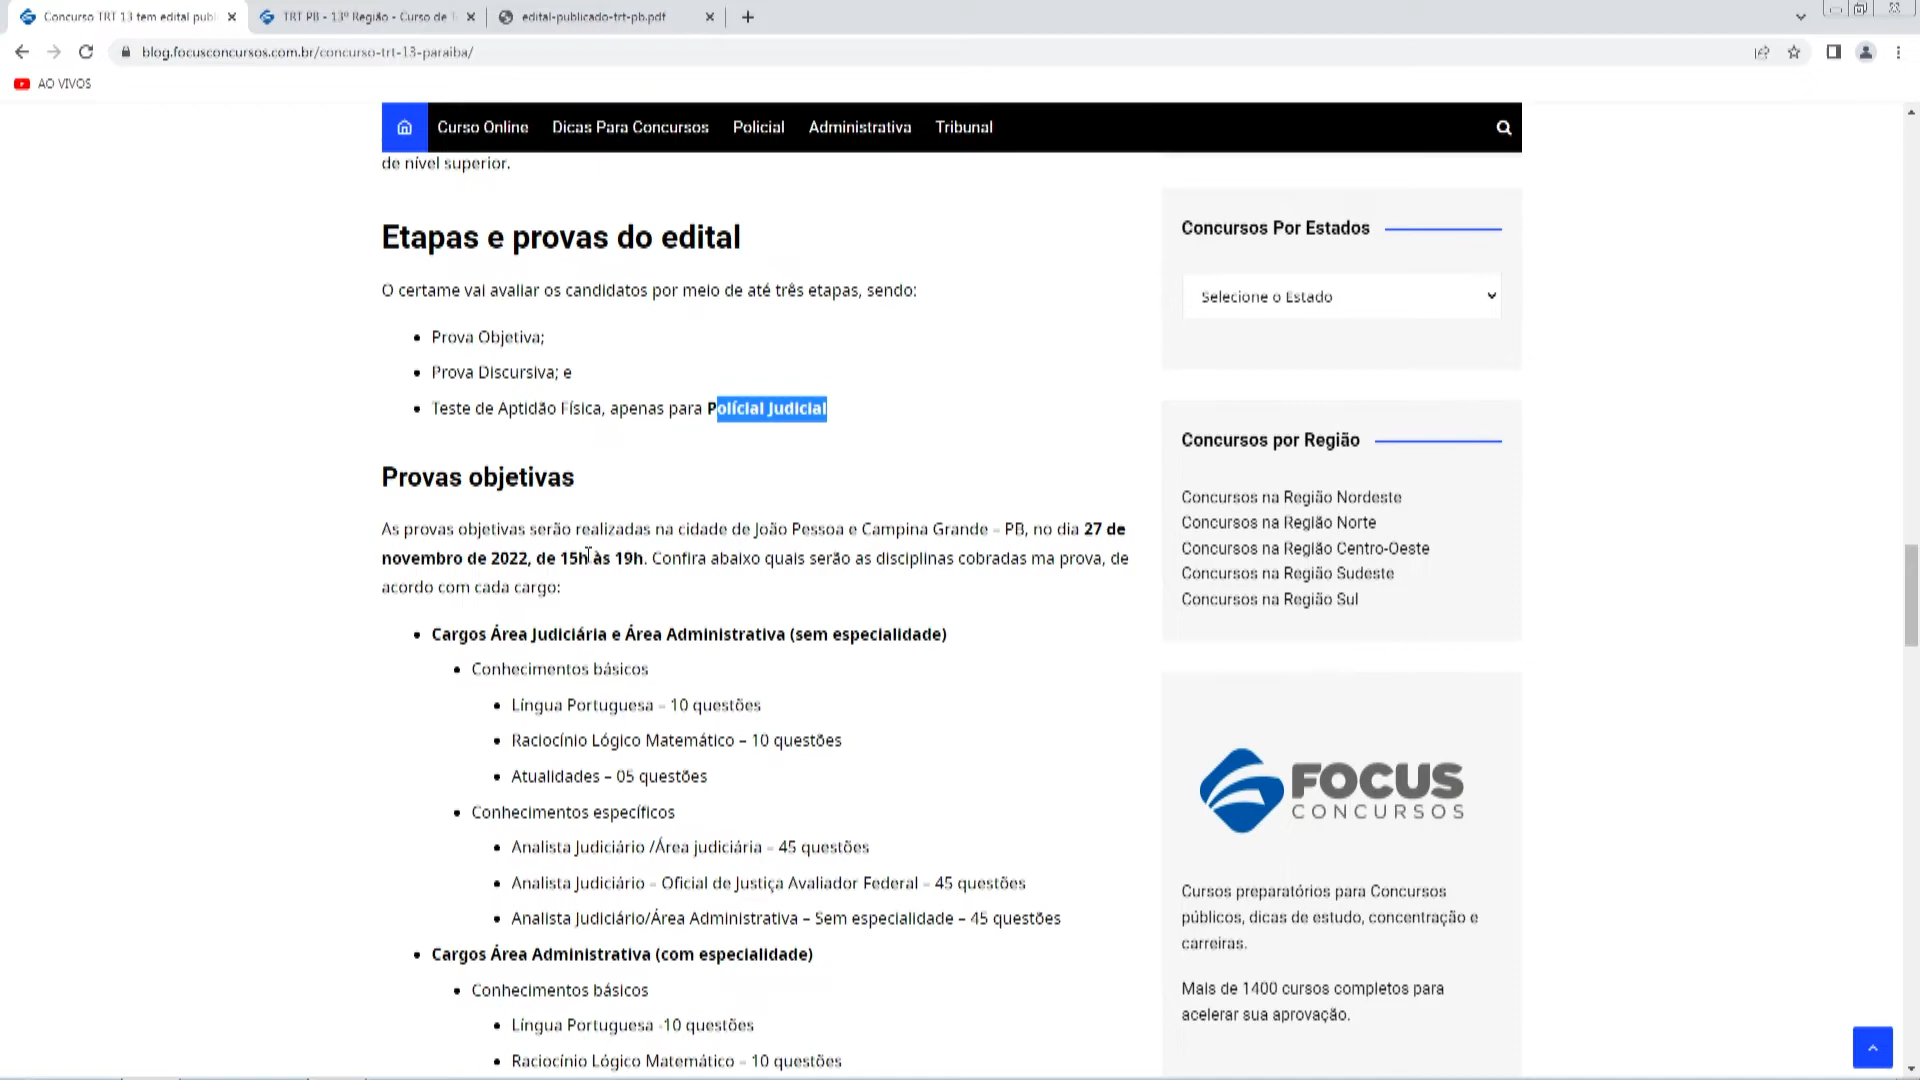 Concurso TRT 13 tem edital publ
TRT PB - 13º Região - Curso de T
edital-publicado-trt-pb.pdf
blog.focusconcursos.com.br/concurso-trt-13-paraiba/
AO VIVOS
Curso Online
Dicas Para Concursos
Policial
Administrativa
Tribunal
de nível superior.
Etapas e provas do edital
O certame vai avaliar os candidatos por meio de até três etapas, sendo:
Prova Objetiva;
Prova Discursiva; e
Teste de Aptidão Física, apenas para Polícial Judicial
Provas objetivas
As provas objetivas serão realizadas na cidade de João Pessoa e Campina Grande – PB, no dia 27 de
novembro de 2022, de 15h às 19h. Confira abaixo quais serão as disciplinas cobradas ma prova, de
acordo com cada cargo:
Cargos Área Judiciária e Área Administrativa (sem especialidade)
Conhecimentos básicos
Língua Portuguesa – 10 questões
Raciocínio Lógico Matemático – 10 questões
Atualidades – 05 questões
Conhecimentos específicos
Analista Judiciário /Área judiciária – 45 questões
Analista Judiciário – Oficial de Justiça Avaliador Federal – 45 questões
Analista Judiciário/Área Administrativa – Sem especialidade – 45 questões
Cargos Área Administrativa (com especialidade)
Conhecimentos básicos
Língua Portuguesa -10 questões
Raciocínio Lógico Matemático – 10 questões
Concursos Por Estados
Selecione o Estado
Concursos por Região
Concursos na Região Nordeste
Concursos na Região Norte
Concursos na Região Centro-Oeste
Concursos na Região Sudeste
Concursos na Região Sul
FOCUS
CONCURSOS
Cursos preparatórios para Concursos
públicos, dicas de estudo, concentração e
carreiras.
Mais de 1400 cursos completos para
acelerar sua aprovação.